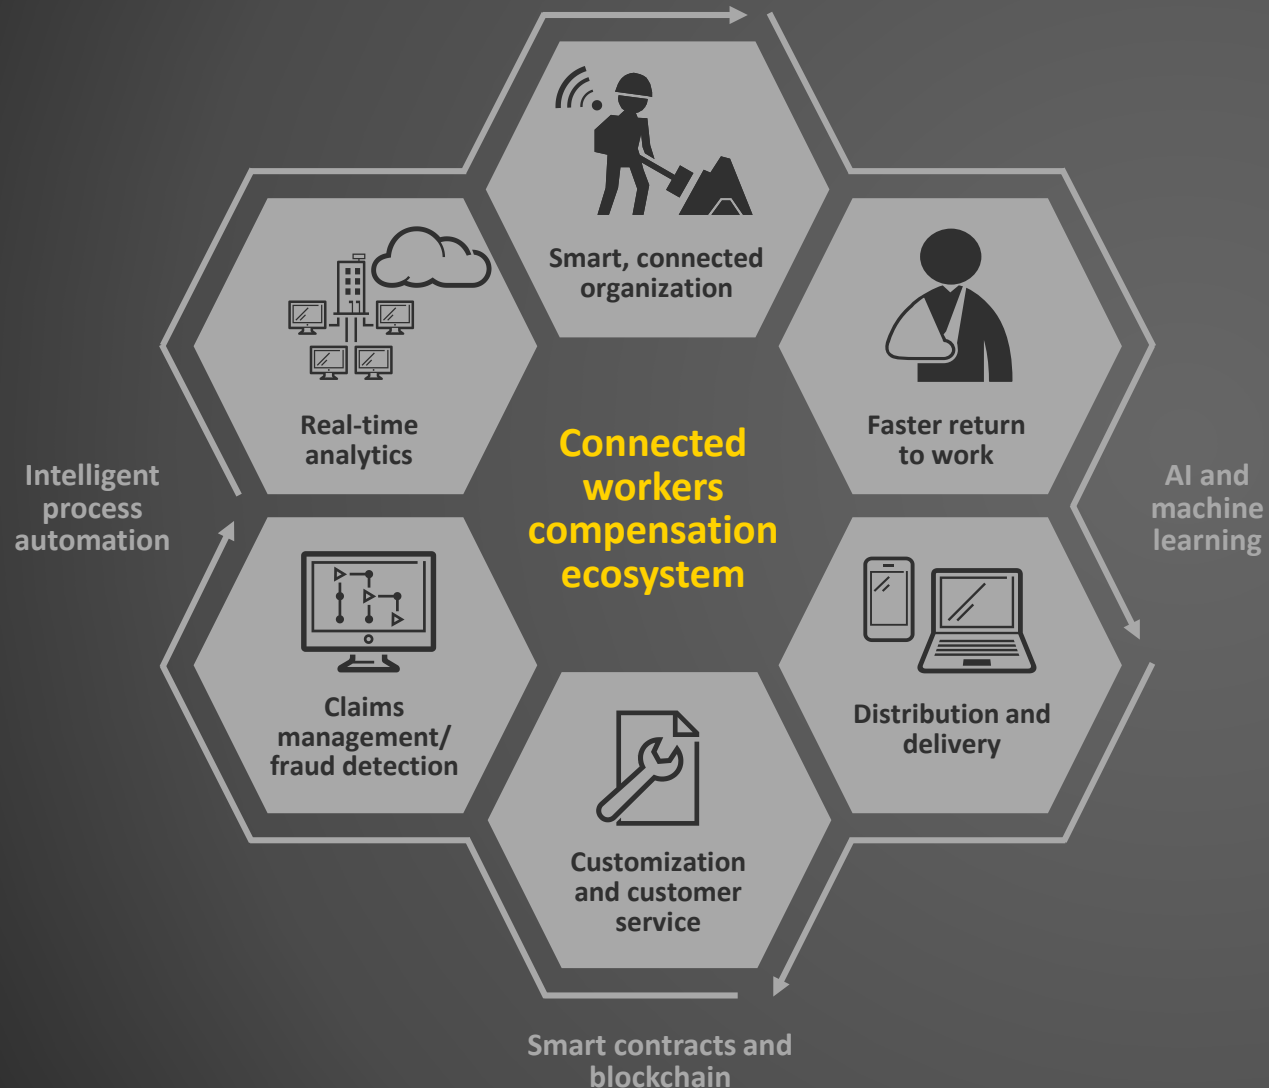 Smart, connected
organization
Real-time
analytics
Faster return
to work
Connected
workers
compensation
ecosystem
Intelligent
process
automation
AI and
machine
learning
Claims
management/
fraud detection
Distribution and
delivery
Customization
and customer
service
Smart contracts and
blockchain